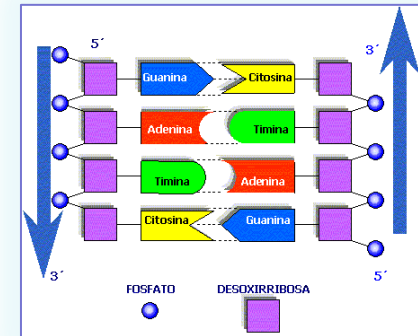 5´ 3´
Guanina Citosina
Adenina Timina
Timina Adenina
Citosina Guanina
3´ 5´
FOSFATO DESOXIRRIBOSA